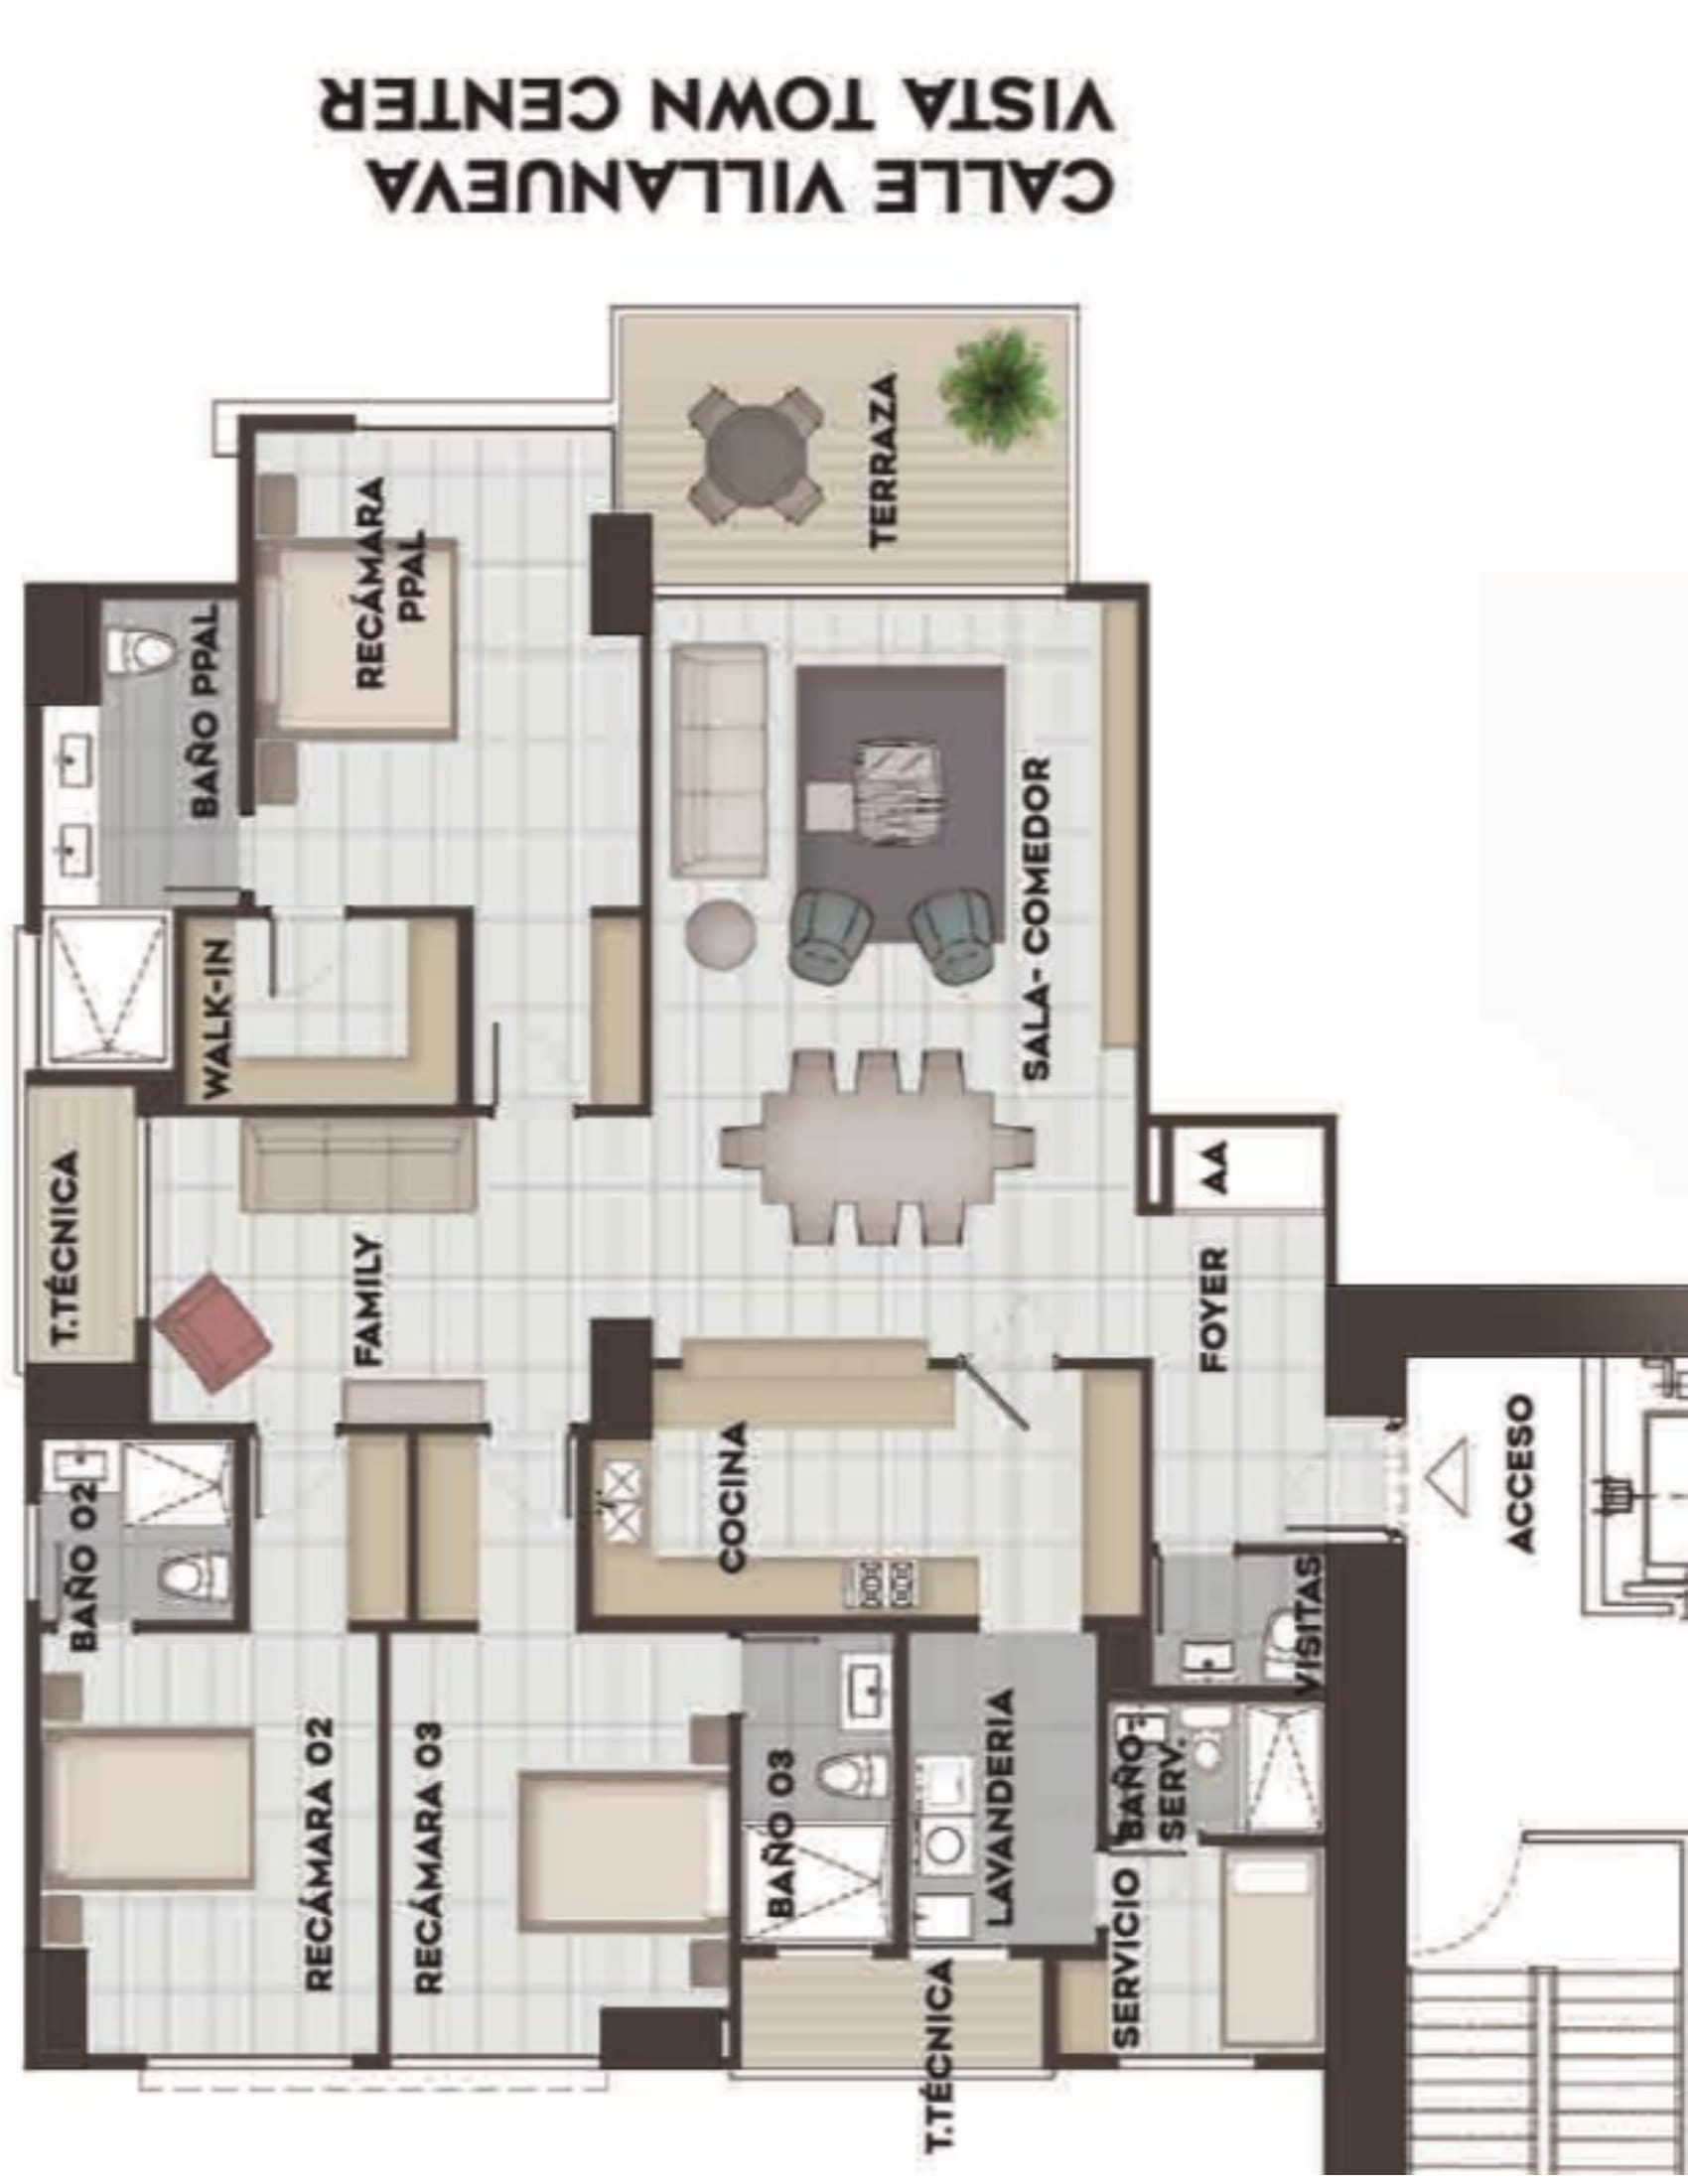 CALLE VILLANUEVA
VISTA TOWN CENTER
TERRAZA
RECÁMARA
PPAL
BAÑO PPAL
SALA- COMEDOR
WALK-IN
T.TÉCNICA
FAMILY
AA
FOYER
ACCESO
COCINA
BAÑO 02
VISITAS
RECÁMARA 02
RECÁMARA 03
BAÑO 03
LAVANDERIA
BAÑO-
SERV.
SERVICIO
T.TÉCNICA